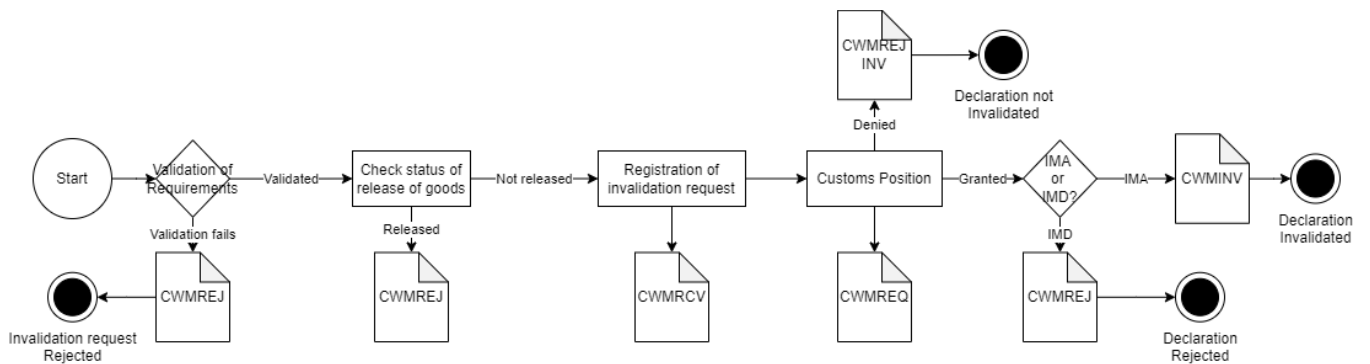 CWMREJ
INV
Declaration not
Invalidated
Denied
Start
Validation of
Requirements
Validated
Check status of
release of goods
Not released
Registration of
invalidation request
Customs Position
Granted
IMA
or
IMD?
IMA
CWMINV
Declaration
Invalidated
Validation fails
Released
IMD
CWMREJ
Invalidation request
Rejected
CWMREJ
CWMRCV
CWMREQ
CWMREJ
Declaration
Rejected